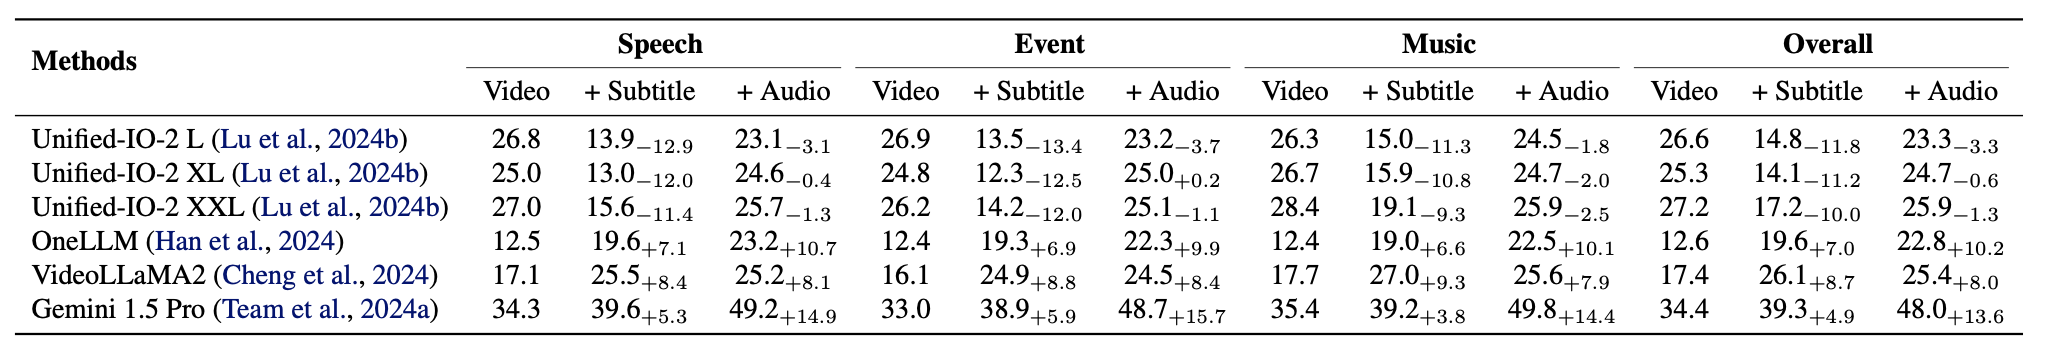 Methods Speech Event Music Overall
Video + Subtitle + Audio Video + Subtitle + Audio Video + Subtitle + Audio Video + Subtitle + Audio
Unified-IO-2 L (Lu et al., 2024b) 26.8 13.9−12.9 23.1−3.1 26.9 13.5−13.4 23.2−3.7 26.3 15.0−11.3 24.5−1.8 26.6 14.8−11.8 23.3−3.3
Unified-IO-2 XL (Lu et al., 2024b) 25.0 13.0−12.0 24.6−0.4 24.8 12.3−12.5 25.0+0.2 26.7 15.9−10.8 24.7−2.0 25.3 14.1−11.2 24.7−0.6
Unified-IO-2 XXL (Lu et al., 2024b) 27.0 15.6−11.4 25.7−1.3 26.2 14.2−12.0 25.1−1.1 28.4 19.1−9.3 25.9−2.5 27.2 17.2−10.0 25.9−1.3
OneLLM (Han et al., 2024) 12.5 19.6+7.1 23.2+10.7 12.4 19.3+6.9 22.3+9.9 12.4 19.0+6.6 22.5+10.1 12.6 19.6+7.0 22.8+10.2
VideoLLaMA2 (Cheng et al., 2024) 17.1 25.5+8.4 25.2+8.1 16.1 24.9+8.8 24.5+8.4 17.7 27.0+9.3 25.6+7.9 17.4 26.1+8.7 25.4+8.0
Gemini 1.5 Pro (Team et al., 2024a) 34.3 39.6+5.3 49.2+14.9 33.0 38.9+5.9 48.7+15.7 35.4 39.2+3.8 49.8+14.4 34.4 39.3+4.9 48.0+13.6